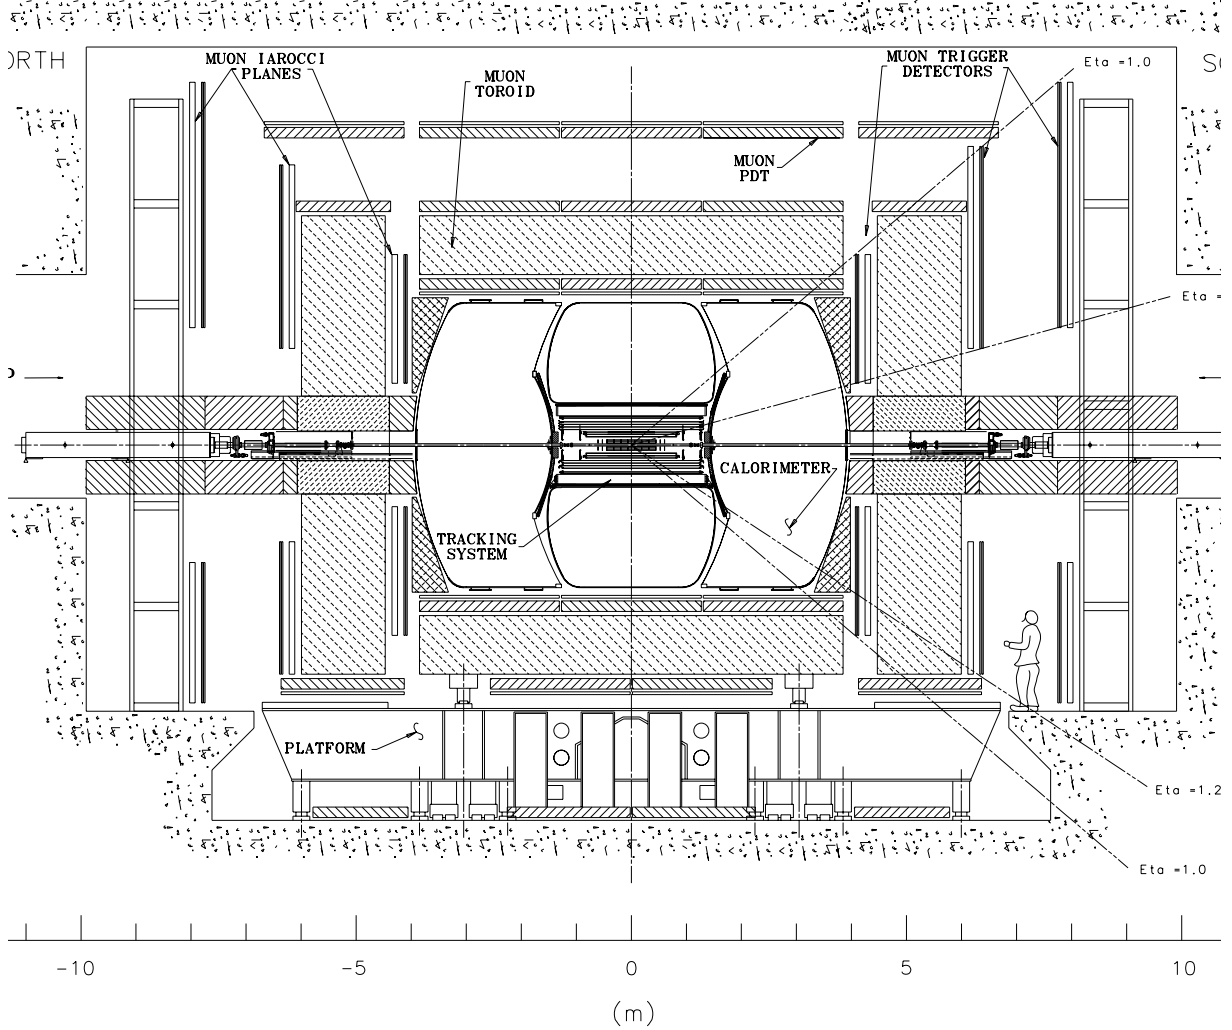 MUON IAROCCI
PLANES
MUON
TOROID
MUON TRIGGER
DETECTORS
Eta =1.0
MUON
PDT
Eta =
CALORIMETER
TRACKING
SYSTEM
PLATFORM
Eta =1.2
Eta =1.0
-10 -5 0 5 10
(m)